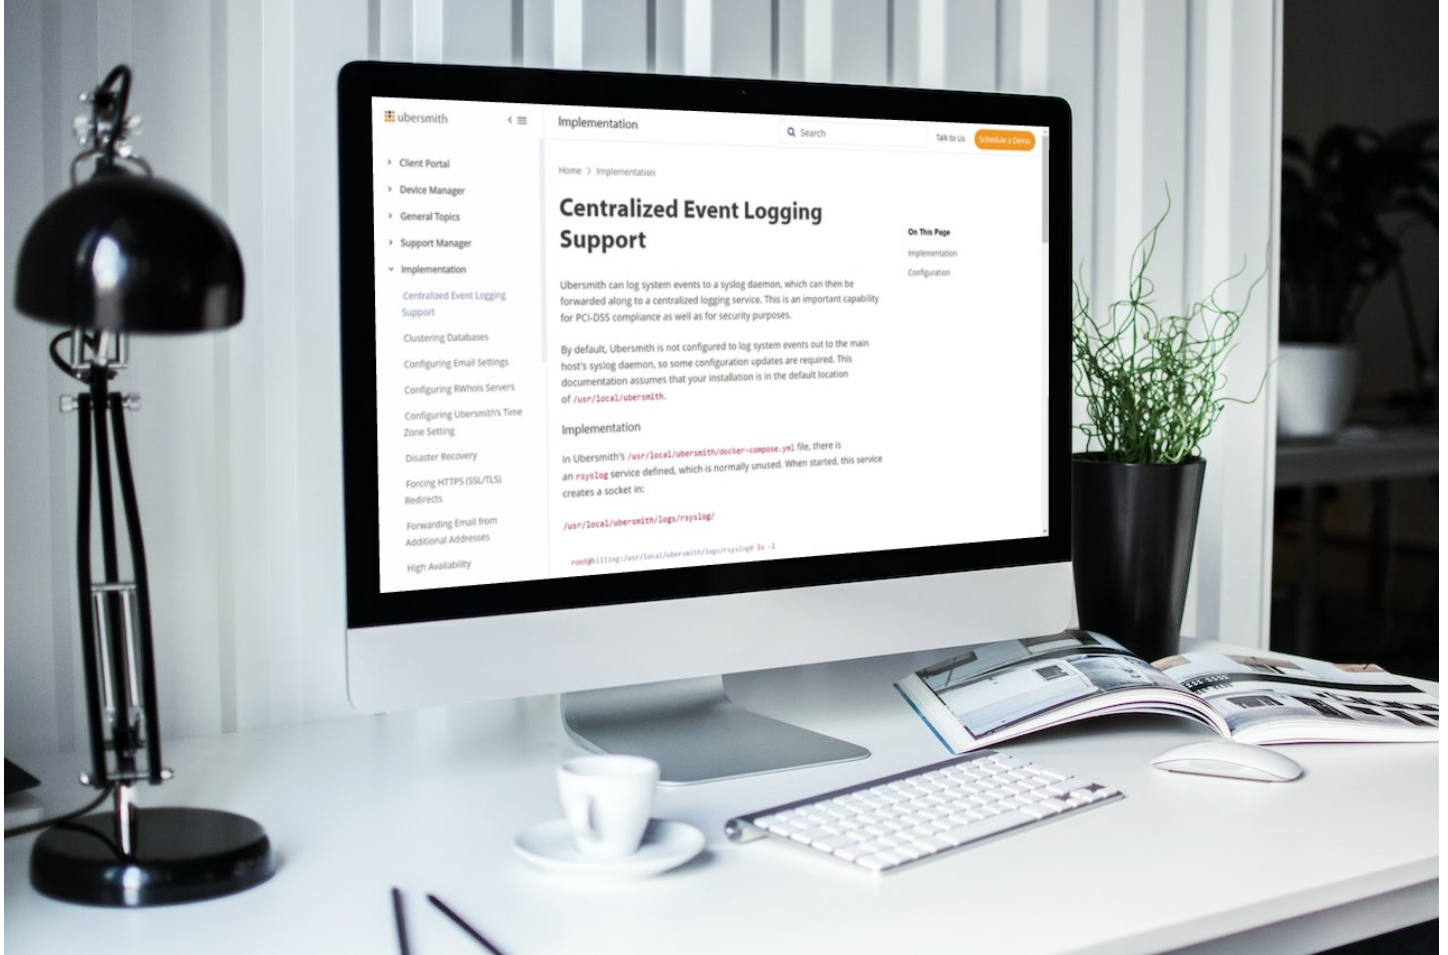 ubersmith
Client Portal
Device Manager
General Topics
Support Manager
Implementation
Centralized Event Logging
Support
Clustering Databases
Configuring Email Settings
Configuring RWhois Servers
Configuring Ubersmith's Time
Zone Setting
Disaster Recovery
Forcing HTTPS (SSL/TLS)
Redirects
Forwarding Email from
Additional Addresses
High Availability
Implementation
Search
Talk to Us
Schedule a Demo
Home > Implementation
Centralized Event Logging
Support
Ubersmith can log system events to a syslog daemon, which can then be
forwarded along to a centralized logging service. This is an important capability
for PCI-DSS compliance as well as for security purposes.
By default, Ubersmith is not configured to log system events out to the main
host's syslog daemon, so some configuration updates are required. This
documentation assumes that your installation is in the default location
of /usr/local/ubersmith.
Implementation
In Ubersmith's /usr/local/ubersmith/docker-compose.yml file, there is
an rsyslog service defined, which is normally unused. When started, this service
creates a socket in:
/usr/local/ubersmith/logs/rsyslog/
root@billing:/usr/local/ubersmith/logs/rsyslog# ls -l
On This Page
Implementation
Configuration